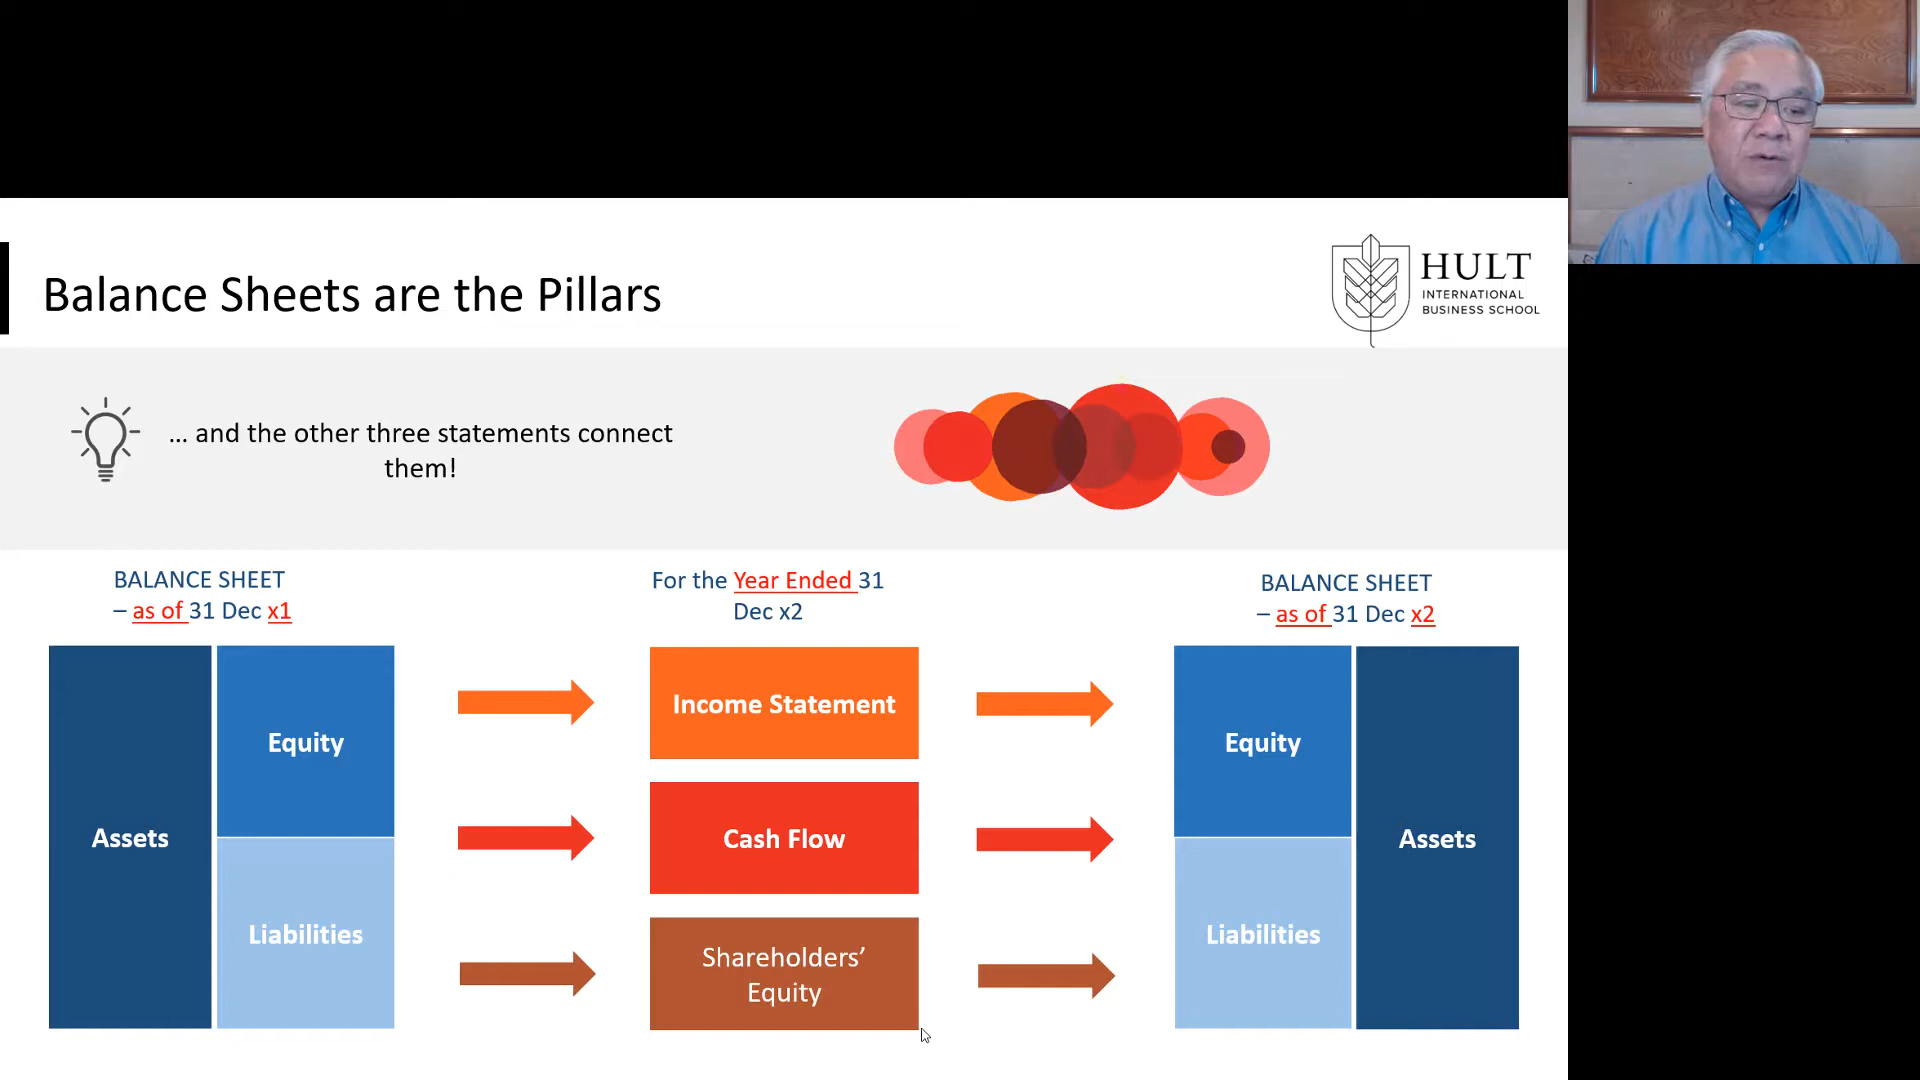 Balance Sheets are the Pillars
HULT
INTERNATIONAL
BUSINESS SCHOOL
... and the other three statements connect
them!
BALANCE SHEET
– as of 31 Dec x1
For the Year Ended 31
Dec x2
BALANCE SHEET
– as of 31 Dec x2
Assets
Equity
Liabilities
Income Statement
Cash Flow
Shareholders’
Equity
Equity
Liabilities
Assets